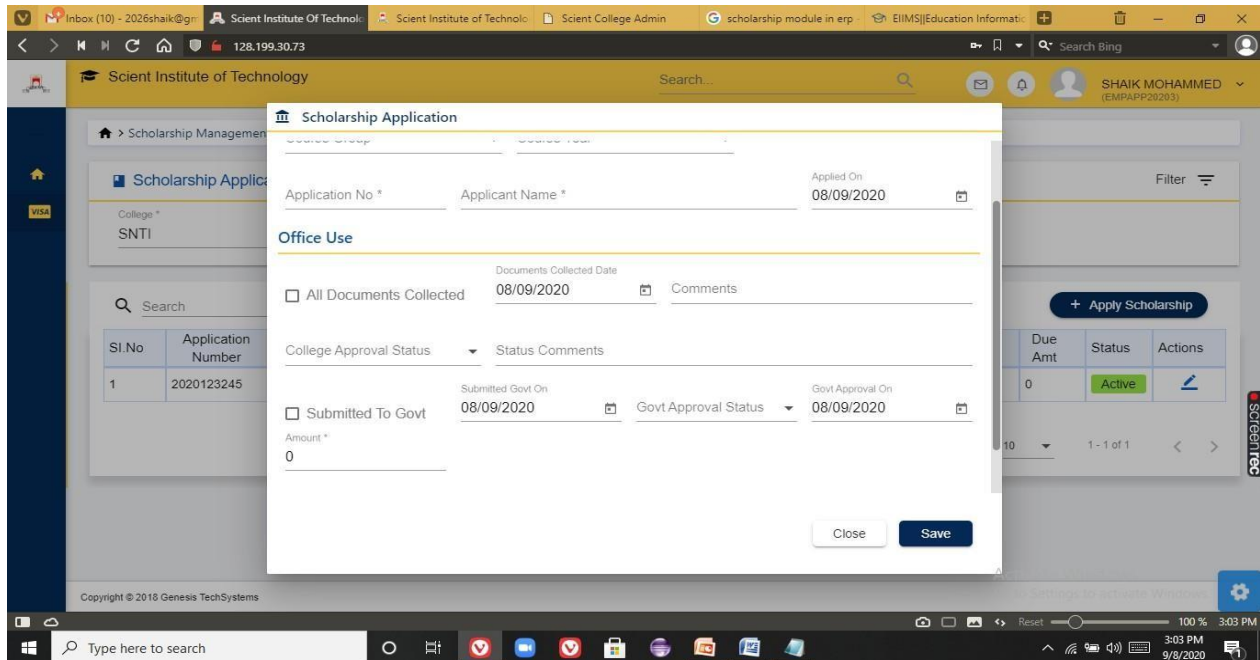 Inbox (10) - 2026shaik@gm
Scient Institute Of Technolo
Scient Institute of Technolo
Scient College Admin
scholarship module in erp -
EIIMS||Education Informatic
128.199.30.73
Search Bing
Scient Institute of Technology
Search...
SHAIK MOHAMMED
(EMPAPP20203)
> Scholarship Managemen
Scholarship Application
Course Group
Course Year
Scholarship Applica
Filter
Application No *
Applicant Name *
Applied On
08/09/2020
College *
SNTI
Office Use
All Documents Collected
Documents Collected Date
08/09/2020
Comments
Search
+ Apply Scholarship
SI.No
Application Number
Due Amt
Status
Actions
College Approval Status
Status Comments
1
2020123245
0
Active
Submitted To Govt
Submitted Govt On
08/09/2020
Govt Approval Status
Govt Approval On
08/09/2020
Amount *
0
10
1 - 1 of 1
Close
Save
screenrec
Copyright © 2018 Genesis TechSystems
Settings to activate Windows.
Reset
100 %
3:03 PM
Type here to search
3:03 PM
9/8/2020